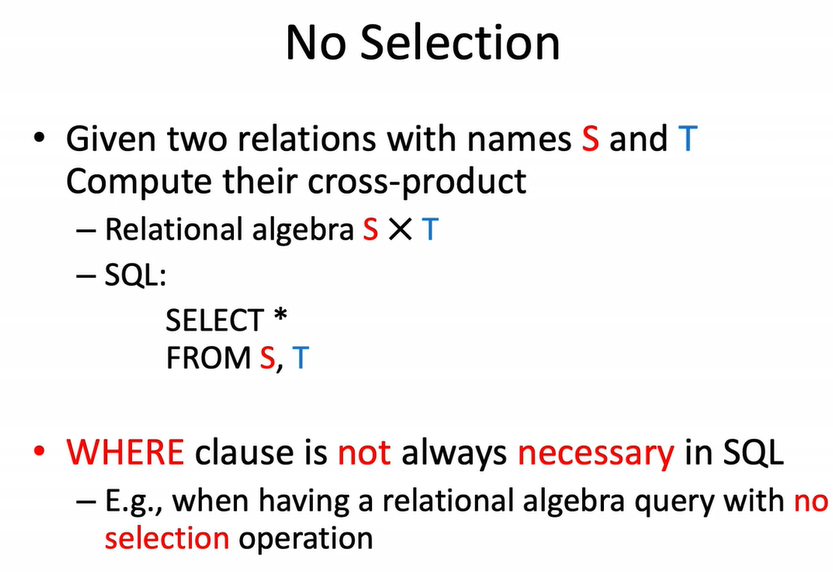 No Selection
• Given two relations with names S and T
Compute their cross-product
– Relational algebra S × T
– SQL:
SELECT *
FROM S, T
• WHERE clause is not always necessary in SQL
– E.g., when having a relational algebra query with no
selection operation